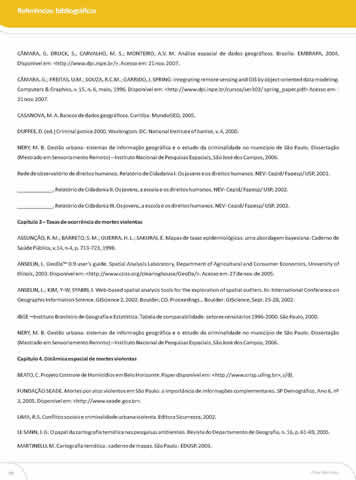 Referências bibliográficas
CÂMARA, G. DRUCK, S., CARVALHO, M. S.; MONTEIRO, A.V. M. Análise espacial de dados geográficos. Brasília: EMBRAPA, 2004.
Disponível em: <http://www.dpi.inpe.br/>. Acesso em: 21 nov. 2007.
CÂMARA, G.; FREITAS, U.M.; SOUZA, R.C.M.; GARRIDO, J. SPRING: integrating remote sensing and GIS by object-oriented data modeling.
Computers & Graphics, v. 15, n. 6, maio, 1996. Disponível em: <http://www.dpi.inpe.br/cursos/ser303/ spring_paper.pdf> Acesso em :
21 nov. 2007.
CASANOVA, M. A. Bancos de dados geográficos. Curitiba: MundoGEO, 2005.
DUFFEE, D. (ed.) Criminal justice 2000. Washington. DC: National Institute of Justice, v.4, 2000.
NERY, M. B. Gestão urbana: sistemas de informação geográfica e o estudo da criminalidade no município de São Paulo. Dissertação
(Mestrado em Sensoriamento Remoto) – Instituto Nacional de Pesquisas Espaciais, São José dos Campos, 2006.
Rede de observatório de direitos humanos. Relatório de Cidadania I: Os jovens e os direitos humanos. NEV- Cepid/ Fapesp/ USP, 2001.
____________. Relatório de Cidadania II. Os jovens, a escola e os direitos humanos. NEV- Cepid/ Fapesp/ USP, 2002.
____________. Relatório de Cidadania III. Os jovens, a escola e os direitos humanos. NEV- Cepid/ Fapesp/ USP, 2002.
Capítulo 3 – Taxas de ocorrência de mortes violentas
ASSUNÇÃO, R. M.; BARRETO, S. M.; GUERRA, H. L.; SAKURAI, E. Mapas de taxas epidemiológicas: uma abordagem bayesiana. Caderno de
Saúde Pública, v.14, n.4, p. 713-723, 1998.
ANSELIN, L. GeoDa™ 0.9 user's guide. Spatial Analysis Laboratory, Department of Agricultural and Consumer Economics, University of
Illinois, 2003. Disponível em: <http://www.csiss.org/clearinghouse/GeoDa/>. Acesso em: 27 de nov. de 2005.
ANSELIN, L.; KIM, Y-W; SYABRI, I. Web-based spatial analysis tools for the exploration of spatial outliers. In: International Conference on
Geographic Information Science, GIScience 2, 2002. Boulder, CO. Proceedings... Boulder: GIScience, Sept. 25-28, 2002.
IBGE – Instituto Brasileiro de Geografia e Estatística. Tabela de comparabilidade: setores censitários 1996-2000. São Paulo, 2000.
NERY, M. B. Gestão urbana: sistemas de informação geográfica e o estudo da criminalidade no município de São Paulo. Dissertação
(Mestrado em Sensoriamento Remoto) – Instituto Nacional de Pesquisas Espaciais, São José dos Campos, 2006.
Capítulo 4. Dinâmica espacial de mortes violentas
BEATO, C. Projeto Controle de Homicídios em Belo Horizonte. Paper disponível em: <http://www.crisp.ufmg.br>, s/d).
FUNDAÇÃO SEADE. Mortes por atos violentos em São Paulo: a importância de informações complementares. SP Demográfico, Ano 6, nº
2, 2005. Disponível em: <http://www.seade.gov.br>.
LIMA, R.S. Conflitos sociais e criminalidade urbana violenta. Editora Sicurezza, 2002.
LE SANN, J. G. O papel da cartografia temática nas pesquisas ambientais. Revista do Departamento de Geografia, n. 16, p. 61-69, 2005.
MARTINELLI, M. Cartografia temática: caderno de mapas. São Paulo: EDUSP, 2003.